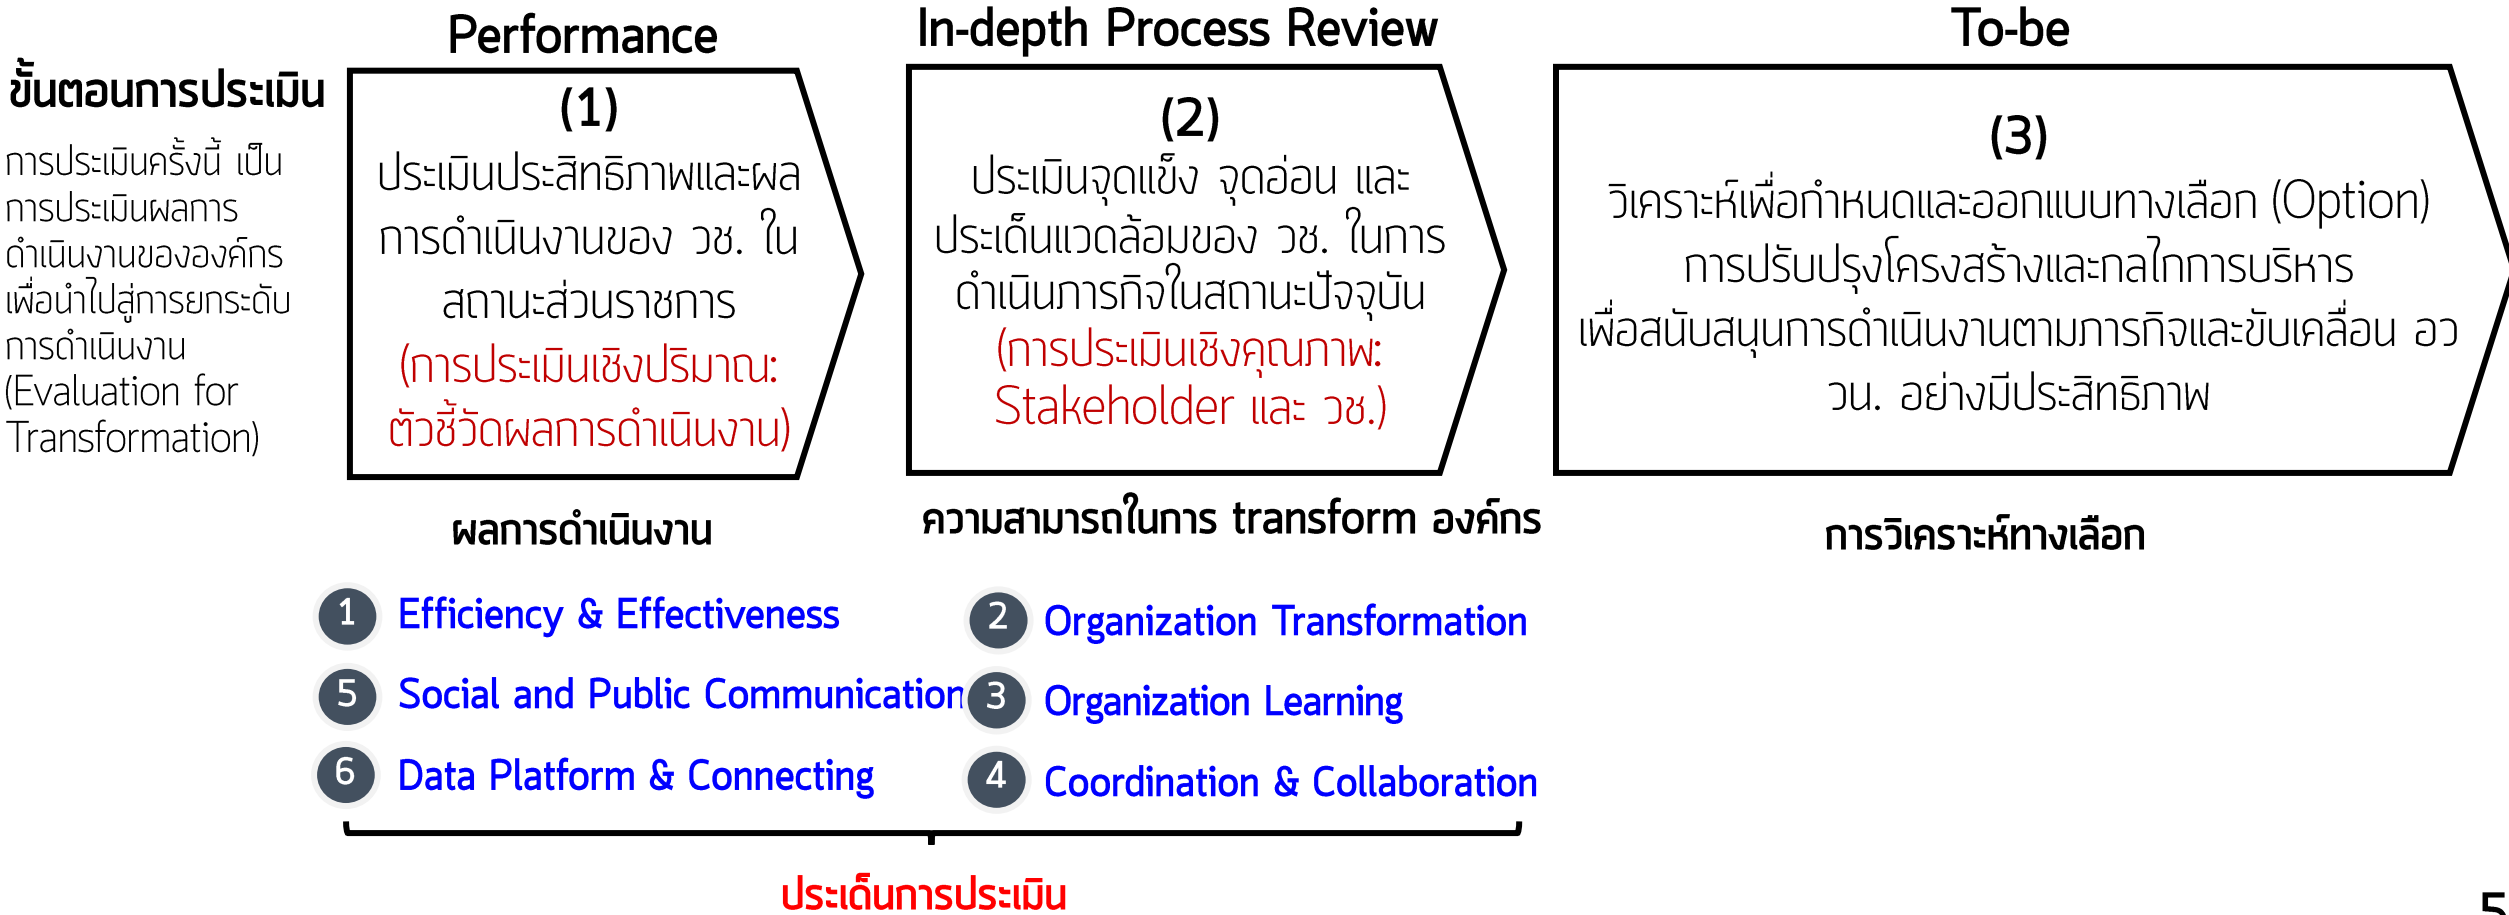 ขั้นตอนการประเมิน
การประเมินครั้งนี้ เป็น
การประเมินผลการ
ดำเนินงานขององค์กร
เพื่อนำไปสู่การยกระดับ
การดำเนินงาน
(Evaluation for
Transformation)
Performance
(1)
ประเมินประสิทธิภาพและผล
การดำเนินงานของ วช. ใน
สถานะส่วนราชการ
(การประเมินเชิงปริมาณ:
ตัวชี้วัดผลการดำเนินงาน)
In-depth Process Review
(2)
ประเมินจุดแข็ง จุดอ่อน และ
ประเด็นแวดล้อมของ วช. ในการ
ดำเนินภารกิจในสถานะปัจจุบัน
(การประเมินเชิงคุณภาพ:
Stakeholder และ วช.)
To-be
(3)
วิเคราะห์เพื่อกำหนดและออกแบบทางเลือก (Option)
การปรับปรุงโครงสร้างและกลไกการบริหาร
เพื่อสนับสนุนการดำเนินงานตามภารกิจและขับเคลื่อน อว
วน. อย่างมีประสิทธิภาพ
ผลการดำเนินงาน
1 Efficiency & Effectiveness
5 Social and Public Communication
6 Data Platform & Connecting
ความสามารถในการ transform องค์กร
2 Organization Transformation
3 Organization Learning
4 Coordination & Collaboration
การวิเคราะห์ทางเลือก
ประเด็นการประเมิน
5